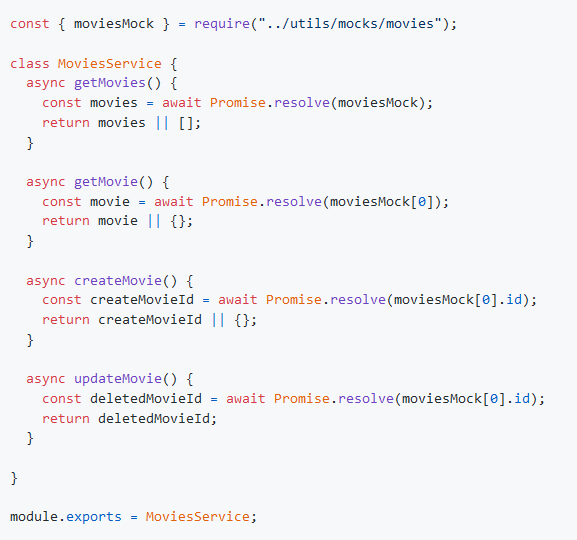 const { moviesMock } = require("../utils/mocks/movies");
class MoviesService {
async getMovies() {
const movies = await Promise.resolve(moviesMock);
return movies || [];
}
async getMovie() {
const movie = await Promise.resolve(moviesMock[0]);
return movie || {};
}
async createMovie() {
const createMovieId = await Promise.resolve(moviesMock[0].id);
return createMovieId || {};
}
async updateMovie() {
const deletedMovieId = await Promise.resolve(moviesMock[0].id);
return deletedMovieId;
}
}
module.exports = MoviesService;